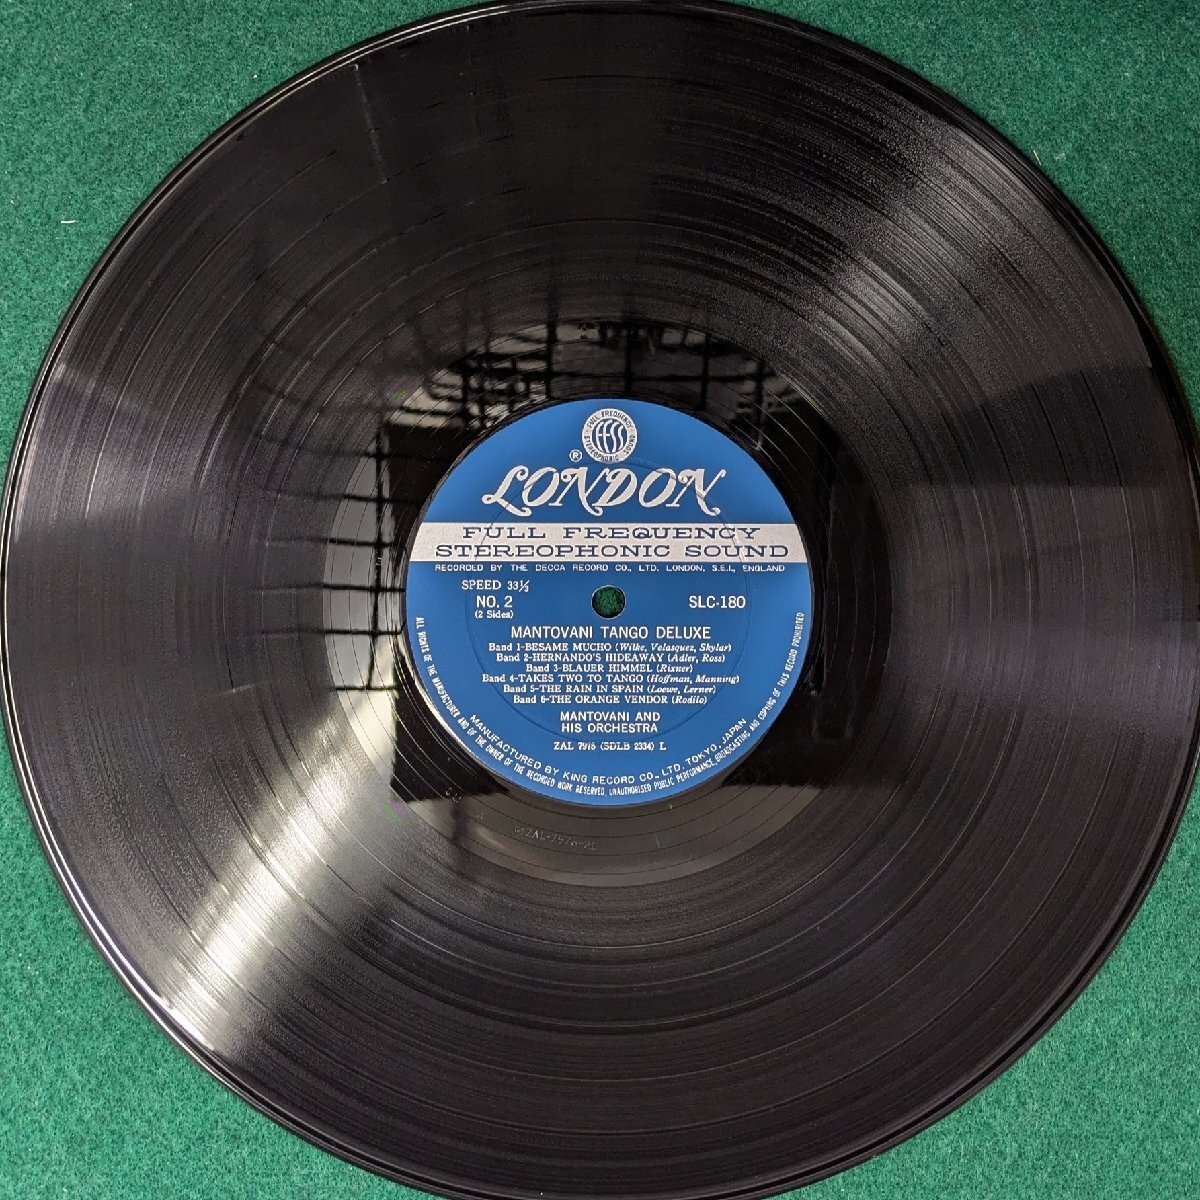 FULL FREQUENCY
STEREOPHONIC SOUND
FFSS
®
LONDON
FULL FREQUENCY
STEREOPHONIC SOUND
RECORDED BY THE DECCA RECORD CO., LTD. LONDON, S.E.I., ENGLAND
SPEED 33⅓
NO. 2
(2 Sides)
SLC-180
MANTOVANI TANGO DELUXE
Band 1-BESAME MUCHO (Wilke, Velasquez, Skylar)
Band 2-HERNANDO'S HIDEAWAY (Adler, Ross)
Band 3-BLAUER HIMMEL (Rixner)
Band 4-TAKES TWO TO TANGO (Hoffman, Manning)
Band 5-THE RAIN IN SPAIN (Loewe, Lerner)
Band 6-THE ORANGE VENDOR (Rodilo)
MANTOVANI AND
HIS ORCHESTRA
ZAL 7976 (SDLB 2334) L
MANUFACTURED BY KING RECORD CO., LTD. TOKYO, JAPAN
ALL RIGHTS OF THE MANUFACTURER AND OF THE OWNER OF THE RECORDED WORK RESERVED, UNAUTHORISED PUBLIC PERFORMANCE, BROADCASTING AND COPYING OF THIS RECORD PROHIBITED
ZAL-7976-2L